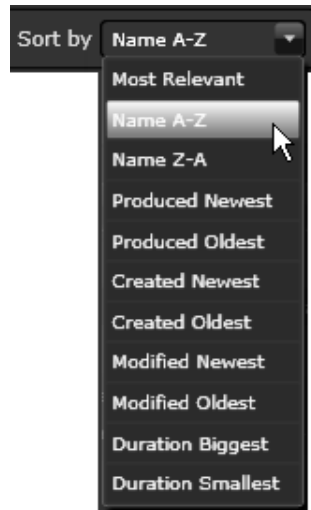 Sort by Name A-Z
Most Relevant
Name A-Z
Name Z-A
Produced Newest
Produced Oldest
Created Newest
Created Oldest
Modified Newest
Modified Oldest
Duration Biggest
Duration Smallest